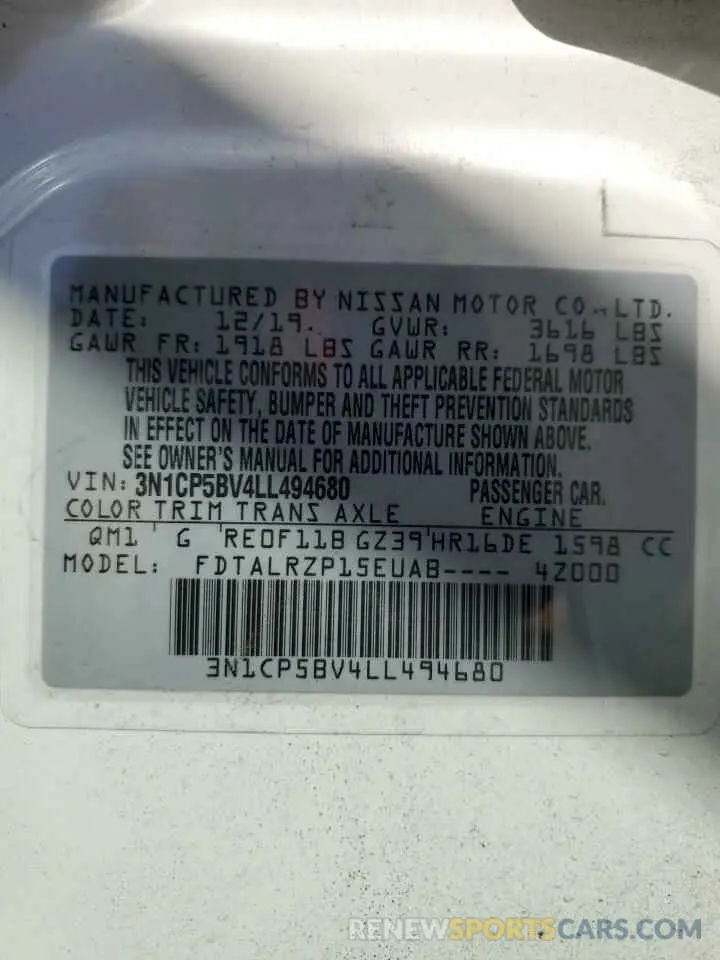 MANUFACTURED BY NISSAN MOTOR CO., LTD.
DATE: 12/19. GVWR: 3616 LBS
GAWR FR: 1918 LBS GAWR RR: 1698 LBS
THIS VEHICLE CONFORMS TO ALL APPLICABLE FEDERAL MOTOR
VEHICLE SAFETY, BUMPER AND THEFT PREVENTION STANDARDS
IN EFFECT ON THE DATE OF MANUFACTURE SHOWN ABOVE.
SEE OWNER'S MANUAL FOR ADDITIONAL INFORMATION.
VIN: 3N1CP5BV4LL494680 PASSENGER CAR.
COLOR TRIM TRANS AXLE ENGINE
QM1 ' G 'RE0F11B GZ39'HR16DE 1598 CC
MODEL: FDTALRZP15EUAB---- 4Z000
3N1CP5BV4LL494680
RENEWSPORTSCARS.COM